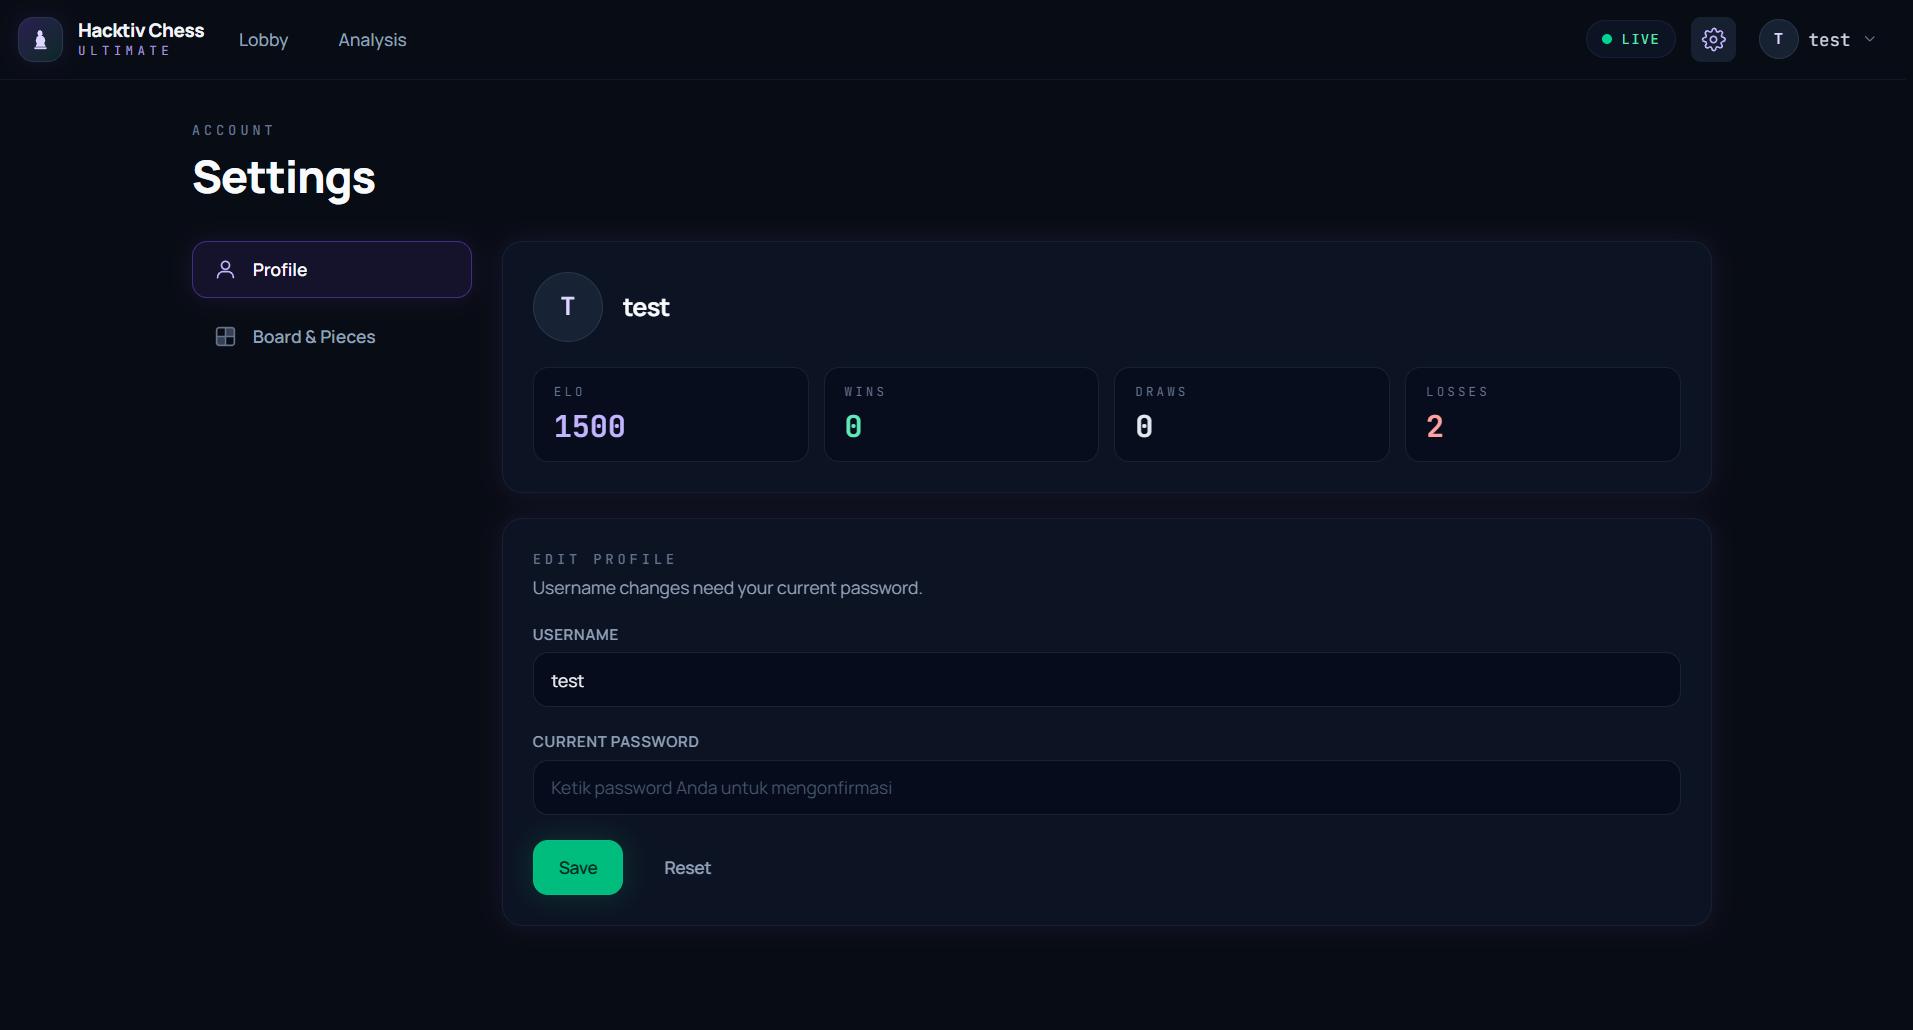 Hacktiv Chess
ULTIMATE
Lobby
Analysis
LIVE
T
test
ACCOUNT
Settings
Profile
Board & Pieces
T
test
ELO
1500
WINS
0
DRAWS
0
LOSSES
2
EDIT PROFILE
Username changes need your current password.
USERNAME
test
CURRENT PASSWORD
Ketik password Anda untuk mengonfirmasi
Save
Reset